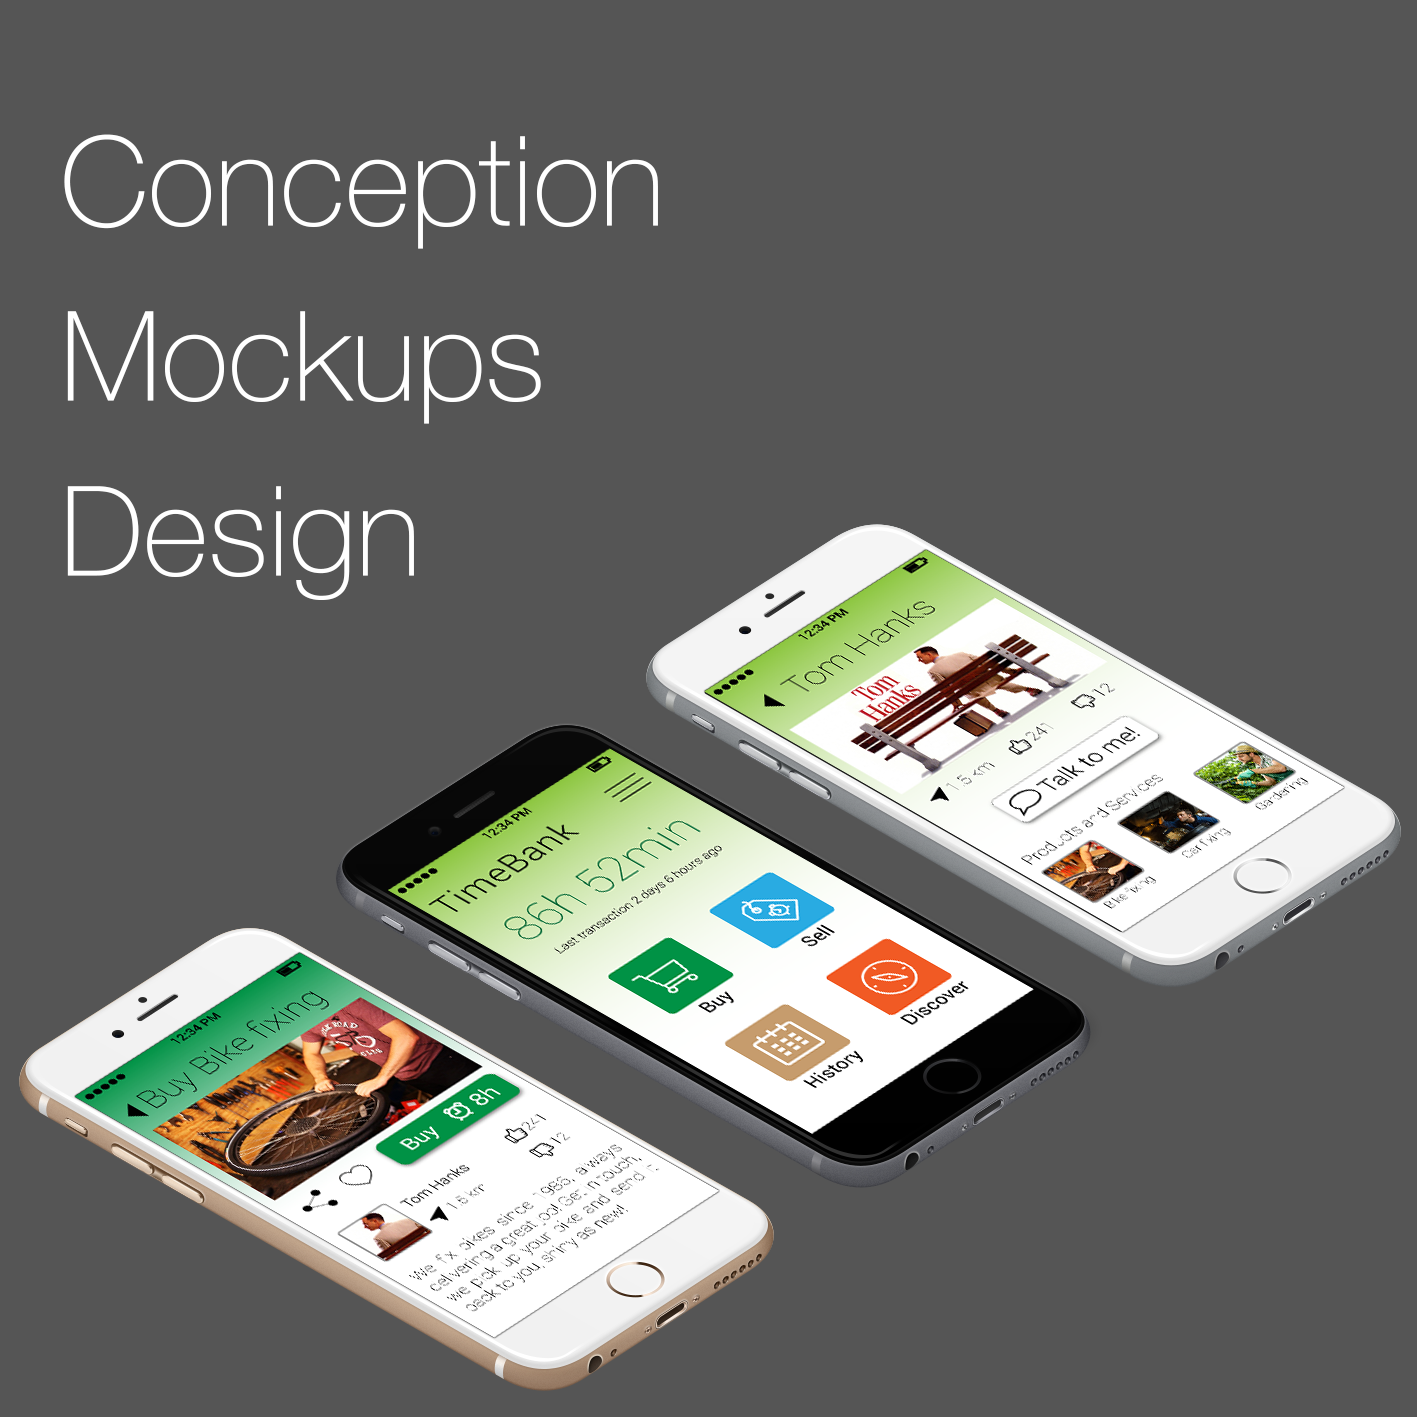 Conception
Mockups
Design
12:34 PM
Tom Hanks
Tom
Hanks
1.5 km
241
12
Talk to me!
Products and Services
Bike fixing
Car fixing
Gardering
12:34 PM
TimeBank
86h 52min
Last transaction 2 days 6 hours ago
Buy
Sell
History
Discover
12:34 PM
Buy Bike fixing
Buy 8h
241
12
Tom Hanks
1.5 km
We fix bikes since 1986, always
delivering a great job! Get in touch,
we pick up your bike and send it
back to you, shiny as new!